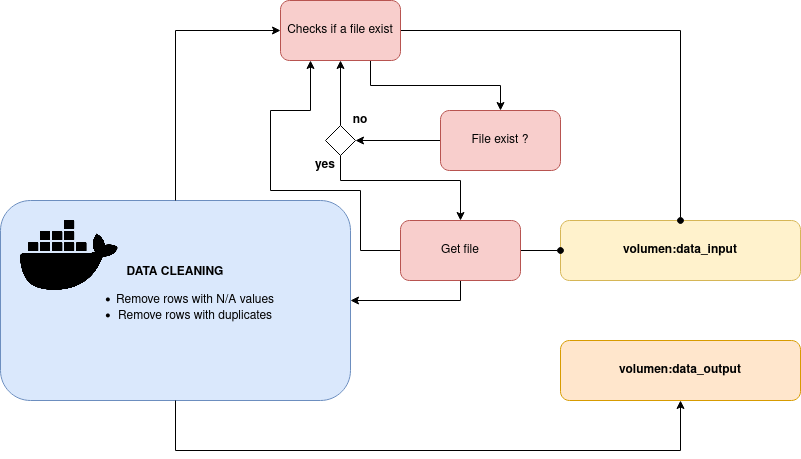 Checks if a file exist
no
File exist ?
yes
Get file
volumen:data_input
DATA CLEANING
Remove rows with N/A values
Remove rows with duplicates
volumen:data_output